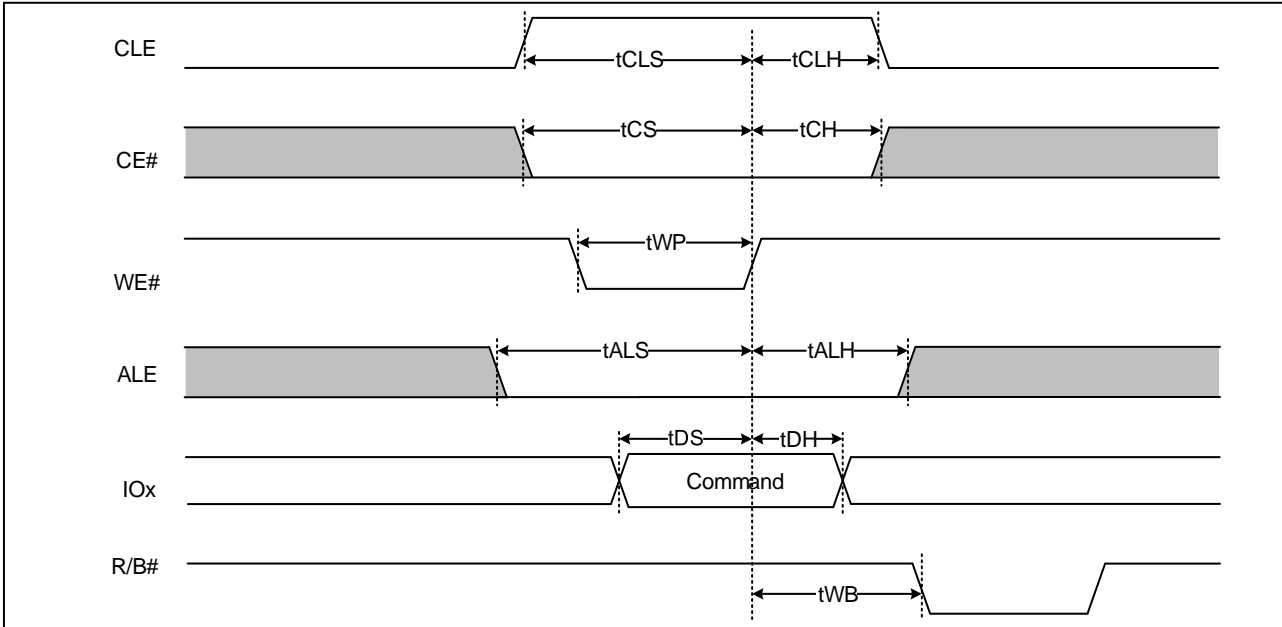 CLE
tCLS
tCLH
CE#
tCS
tCH
WE#
tWP
ALE
tALS
tALH
IOx
tDS
tDH
Command
R/B#
tWB